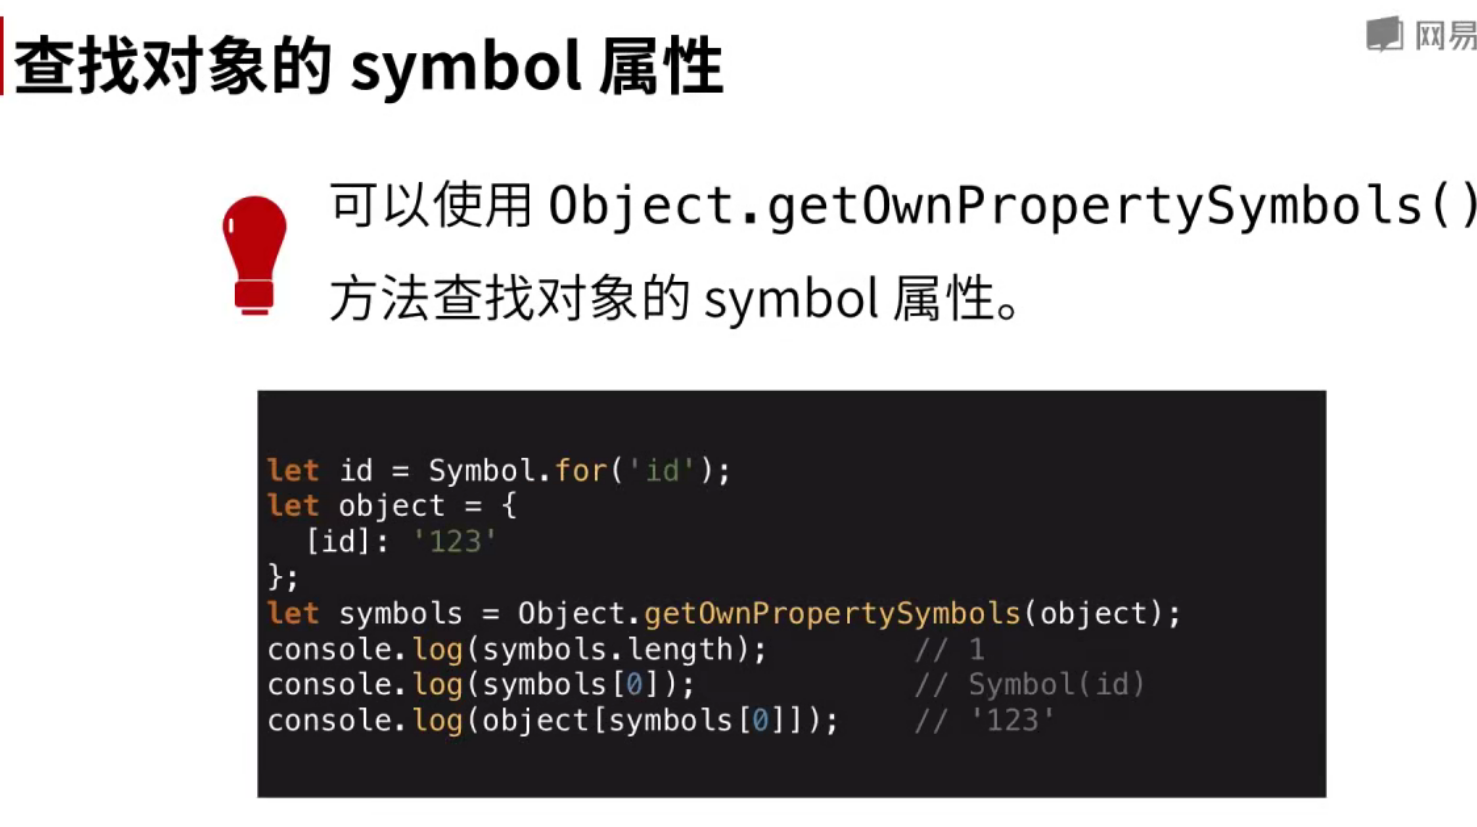 查找对象的 symbol 属性
网易
可以使用 Object.getOwnPropertySymbols()
方法查找对象的 symbol 属性。
let id = Symbol.for('id');
let object = {
  [id]: '123'
};
let symbols = Object.getOwnPropertySymbols(object);
console.log(symbols.length);        // 1
console.log(symbols[0]);            // Symbol(id)
console.log(object[symbols[0]]);    // '123'